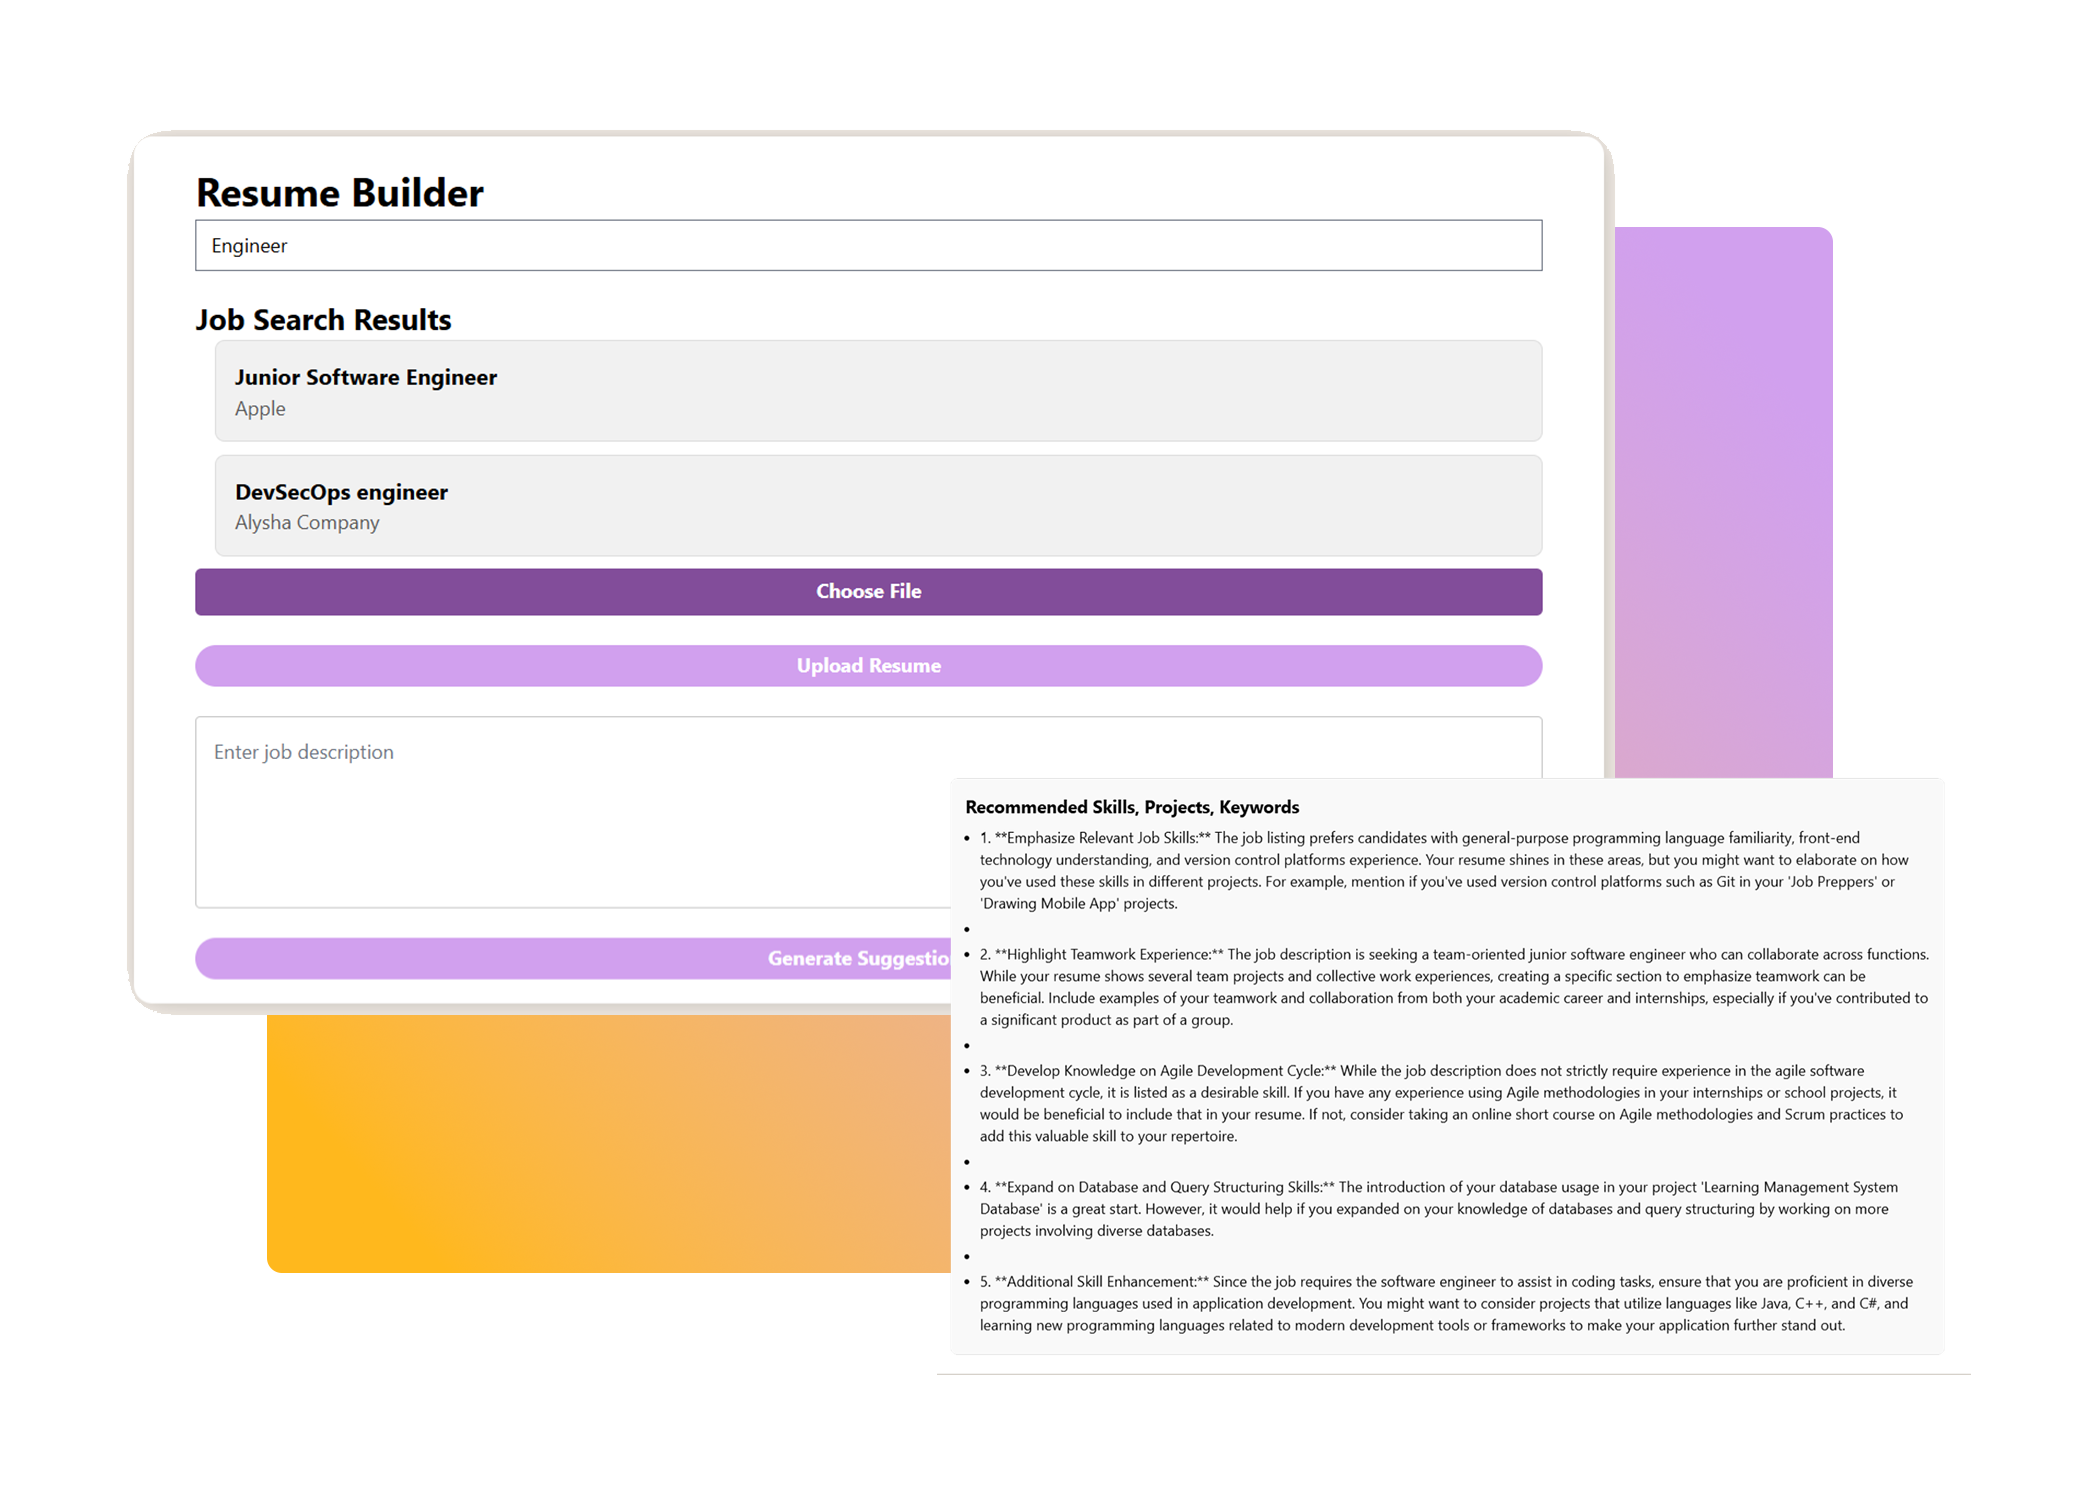 Resume Builder
Engineer
Job Search Results
Junior Software Engineer
Apple
DevSecOps engineer
Alysha Company
Choose File
Upload Resume
Enter job description
Generate Suggestio
Recommended Skills, Projects, Keywords
• 1. **Emphasize Relevant Job Skills:** The job listing prefers candidates with general-purpose programming language familiarity, front-end
technology understanding, and version control platforms experience. Your resume shines in these areas, but you might want to elaborate on how
you've used these skills in different projects. For example, mention if you've used version control platforms such as Git in your 'Job Preppers' or
'Drawing Mobile App' projects.
•
• 2. **Highlight Teamwork Experience:** The job description is seeking a team-oriented junior software engineer who can collaborate across functions.
While your resume shows several team projects and collective work experiences, creating a specific section to emphasize teamwork can be
beneficial. Include examples of your teamwork and collaboration from both your academic career and internships, especially if you've contributed to
a significant product as part of a group.
•
• 3. **Develop Knowledge on Agile Development Cycle:** While the job description does not strictly require experience in the agile software
development cycle, it is listed as a desirable skill. If you have any experience using Agile methodologies in your internships or school projects, it
would be beneficial to include that in your resume. If not, consider taking an online short course on Agile methodologies and Scrum practices to
add this valuable skill to your repertoire.
•
• 4. **Expand on Database and Query Structuring Skills:** The introduction of your database usage in your project 'Learning Management System
Database' is a great start. However, it would help if you expanded on your knowledge of databases and query structuring by working on more
projects involving diverse databases.
•
• 5. **Additional Skill Enhancement:** Since the job requires the software engineer to assist in coding tasks, ensure that you are proficient in diverse
programming languages used in application development. You might want to consider projects that utilize languages like Java, C++, and C#, and
learning new programming languages related to modern development tools or frameworks to make your application further stand out.